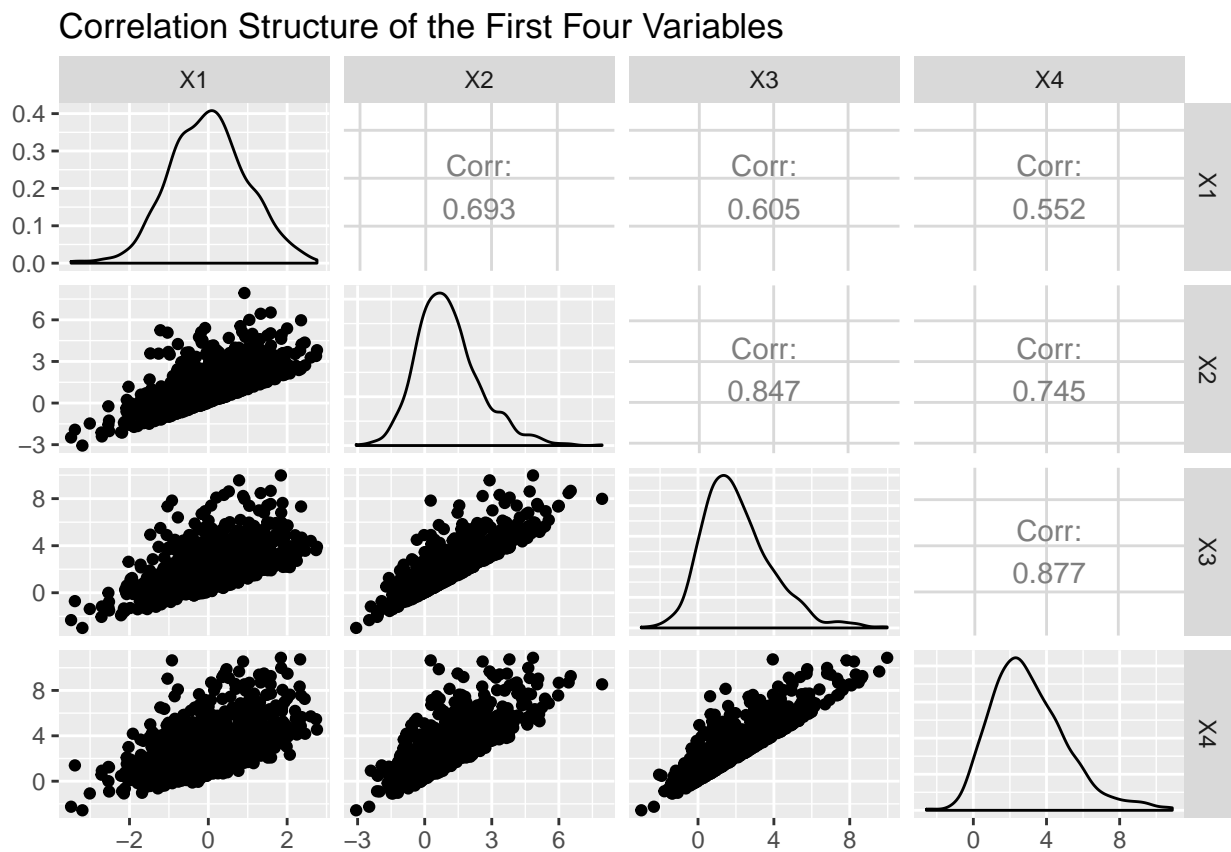 Correlation Structure of the First Four Variables
X1 X2 X3 X4
0.4
0.3
0.2
0.1
0.0
Corr:
0.693
Corr:
0.605
Corr:
0.552
X1
6
3
0
−3
Corr:
0.847
Corr:
0.745
X2
8
4
0
Corr:
0.877
X3
8
4
0
X4
−2 0 2 −3 0 3 6 0 4 8 0 4 8